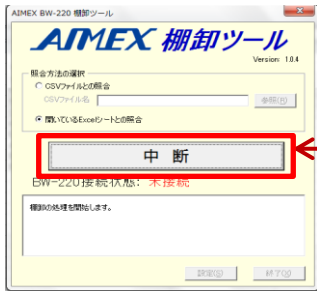 AIMEX BW-220 棚卸ツール
AIMEX 棚卸ツール
Version: 1.0.4
照合方法の選択
CSVファイルとの照合
CSVファイル名
参照(R)
開いているExcelシートとの照合
中 断
BW-220接続状態: 未接続
棚卸の処理を開始します。
設定(S)
終了(X)